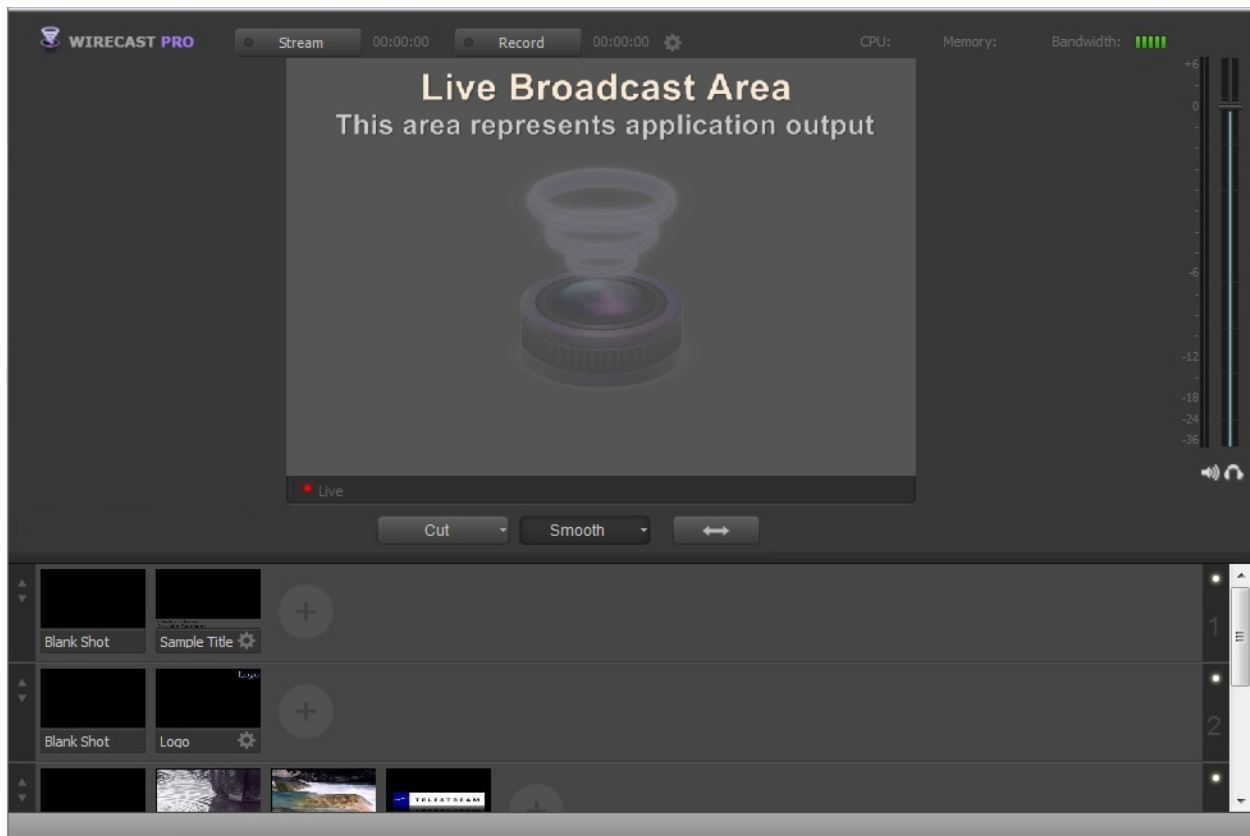 WIRECAST PRO
Stream
00:00:00
Record
00:00:00
CPU:
Memory:
Bandwidth:
Live Broadcast Area
This area represents application output
+6
0
-6
-12
-18
-24
-36
Live
Cut
Smooth
Blank Shot
Sample Title
1
Logo
Blank Shot
Logo
2
TELESTREAM